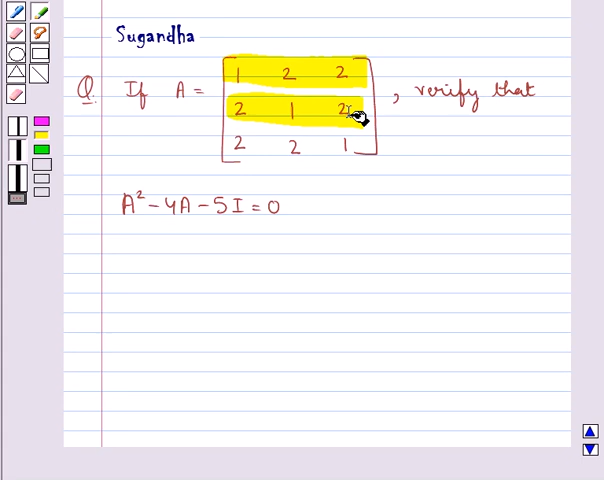 Sugandha
Q. If A = [1 2 2
2 1 2
2 2 1], verify that
A² - 4A - 5I = 0